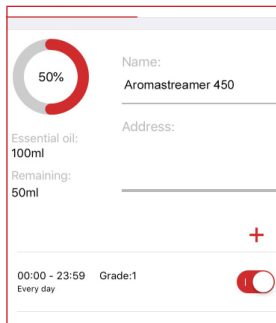 50%
Name:
Aromastreamer 450
Essential oil:
100ml
Address:
Remaining:
50ml
+
00:00 - 23:59 Grade:1
Every day